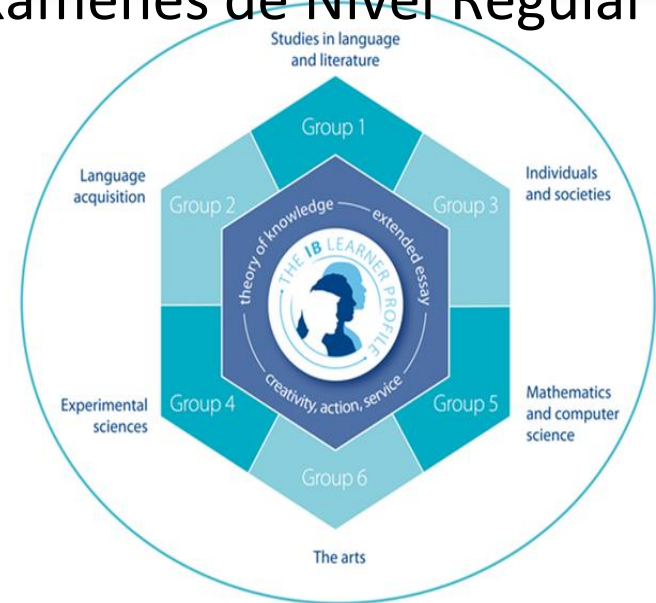 xámenes de Nivel Regular
Studies in language
and literature
Group 1
Language
acquisition
Group 2
Individuals
and societies
Group 3
theory of knowledge
extended essay
THE IB LEARNER PROFILE
creativity, action, service
Experimental
sciences
Group 4
Mathematics
and computer
science
Group 5
Group 6
The arts